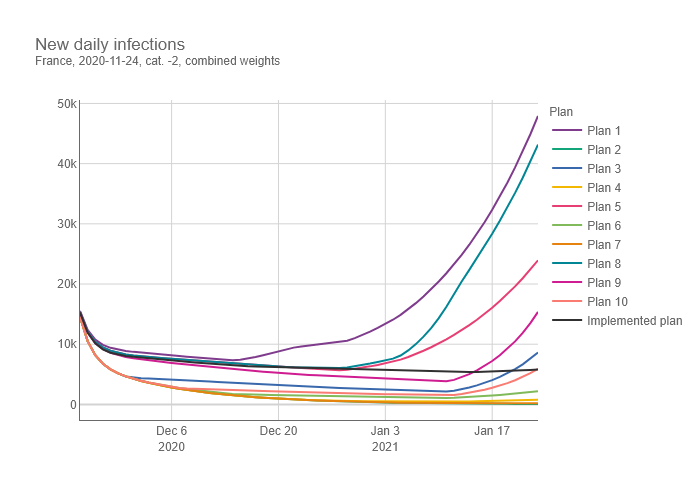 New daily infections
France, 2020-11-24, cat. -2, combined weights
50k
40k
30k
20k
10k
0
Dec 6
2020
Dec 20
Jan 3
2021
Jan 17
Plan
Plan 1
Plan 2
Plan 3
Plan 4
Plan 5
Plan 6
Plan 7
Plan 8
Plan 9
Plan 10
Implemented plan